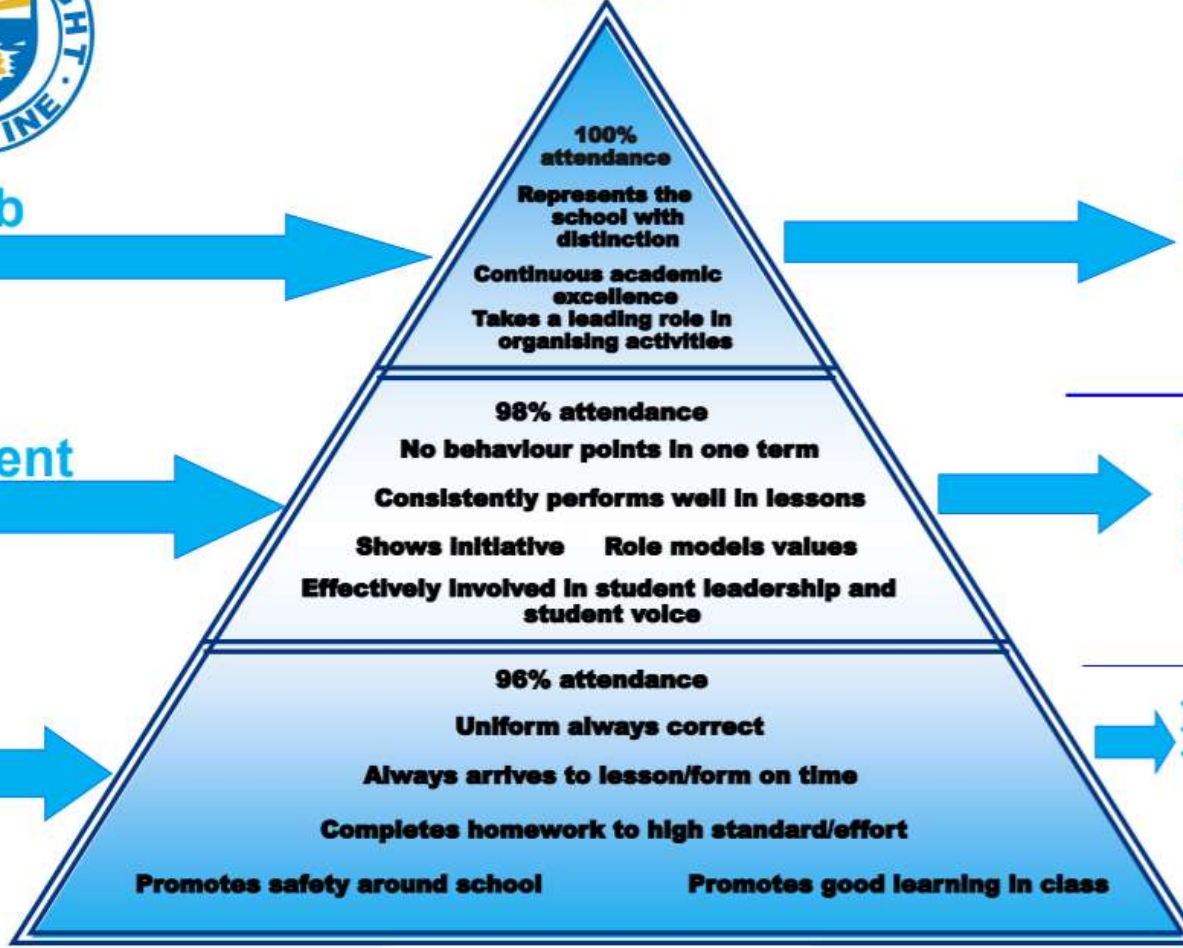 100%
attendance
Represents the
school with
distinction
Continuous academic
excellence
Takes a leading role in
organising activities
98% attendance
No behaviour points in one term
Consistently performs well in lessons
Shows initiative Role models values
Effectively involved in student leadership and
student voice
96% attendance
Uniform always correct
Always arrives to lesson/form on time
Completes homework to high standard/effort
Promotes safety around school Promotes good learning in class